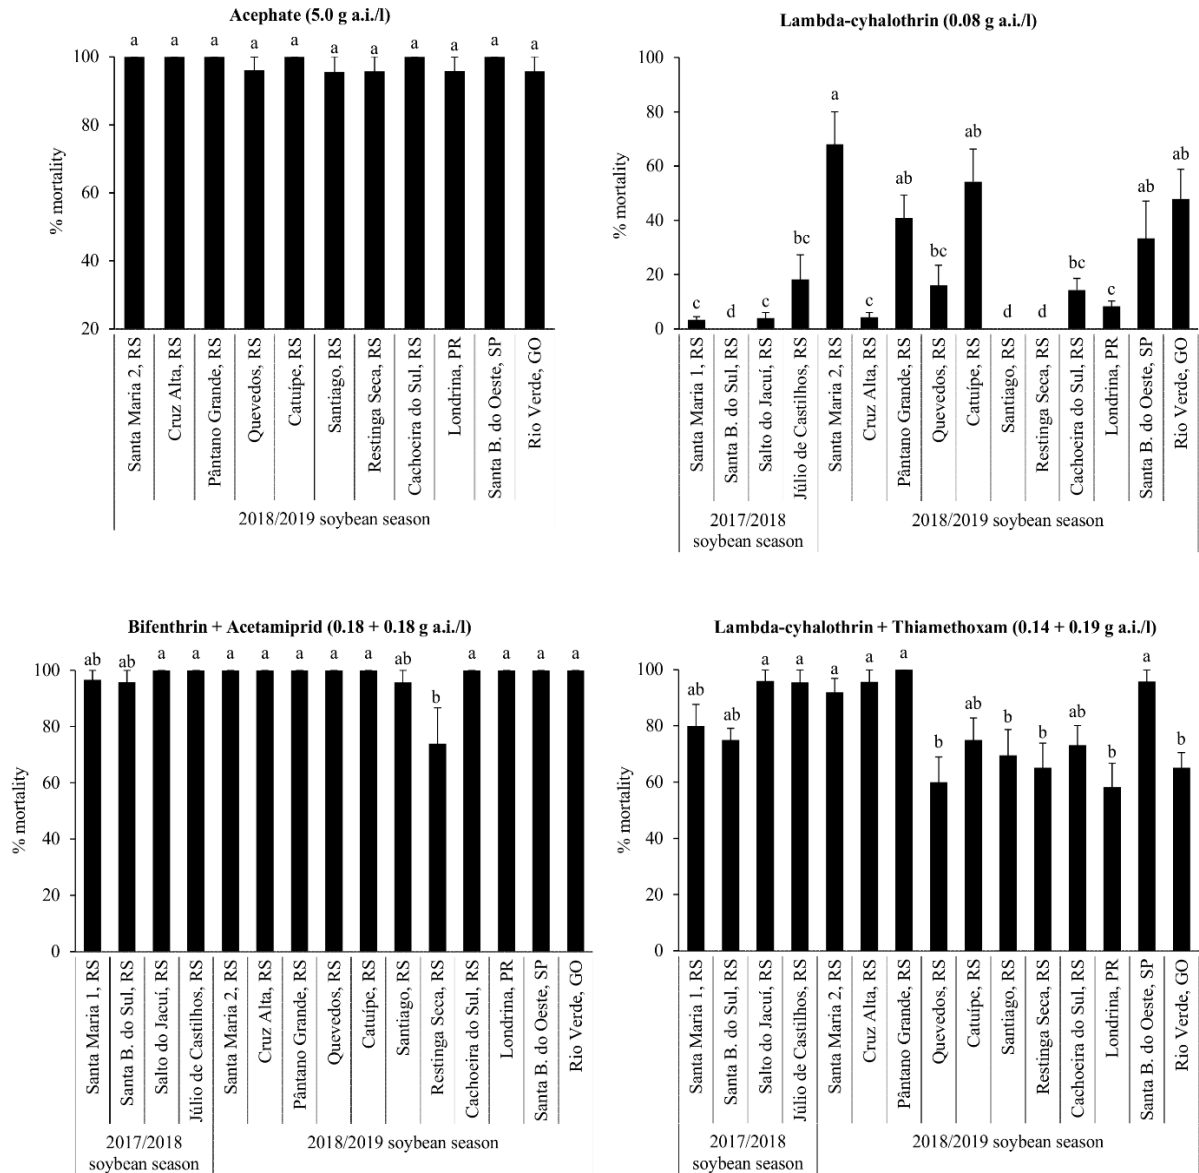 Acephate (5.0 g a.i./l)
a a a a a a a a a a a
100
80
60
40
20
% mortality
Santa Maria 2, RS
Cruz Alta, RS
Pântano Grande, RS
Quevedos, RS
Catuípe, RS
Santiago, RS
Restinga Seca, RS
Cachoeira do Sul, RS
Londrina, PR
Santa B. do Oeste, SP
Rio Verde, GO
2018/2019 soybean season
Lambda-cyhalothrin (0.08 g a.i./l)
100
80
60
40
20
0
% mortality
c d c bc a c ab bc ab d d bc c ab ab
Santa Maria 1, RS
Santa B. do Sul, RS
Salto do Jacuí, RS
Júlio de Castilhos, RS
Santa Maria 2, RS
Cruz Alta, RS
Pântano Grande, RS
Quevedos, RS
Catuípe, RS
Santiago, RS
Restinga Seca, RS
Cachoeira do Sul, RS
Londrina, PR
Santa B. do Oeste, SP
Rio Verde, GO
2017/2018
soybean season
2018/2019 soybean season
Bifenthrin + Acetamiprid (0.18 + 0.18 g a.i./l)
ab ab a a a a a a a ab b a a a a
100
80
60
40
20
0
% mortality
Santa Maria 1, RS
Santa B. do Sul, RS
Salto do Jacuí, RS
Júlio de Castilhos, RS
Santa Maria 2, RS
Cruz Alta, RS
Pântano Grande, RS
Quevedos, RS
Catuípe, RS
Santiago, RS
Restinga Seca, RS
Cachoeira do Sul, RS
Londrina, PR
Santa B. do Oeste, SP
Rio Verde, GO
2017/2018
soybean season
2018/2019 soybean season
Lambda-cyhalothrin + Thiamethoxam (0.14 + 0.19 g a.i./l)
ab ab a a a a a b ab b b ab b a b
100
80
60
40
20
0
% mortality
Santa Maria 1, RS
Santa B. do Sul, RS
Salto do Jacuí, RS
Júlio de Castilhos, RS
Santa Maria 2, RS
Cruz Alta, RS
Pântano Grande, RS
Quevedos, RS
Catuípe, RS
Santiago, RS
Restinga Seca, RS
Cachoeira do Sul, RS
Londrina, PR
Santa B. do Oeste, SP
Rio Verde, GO
2017/2018
soybean season
2018/2019 soybean season